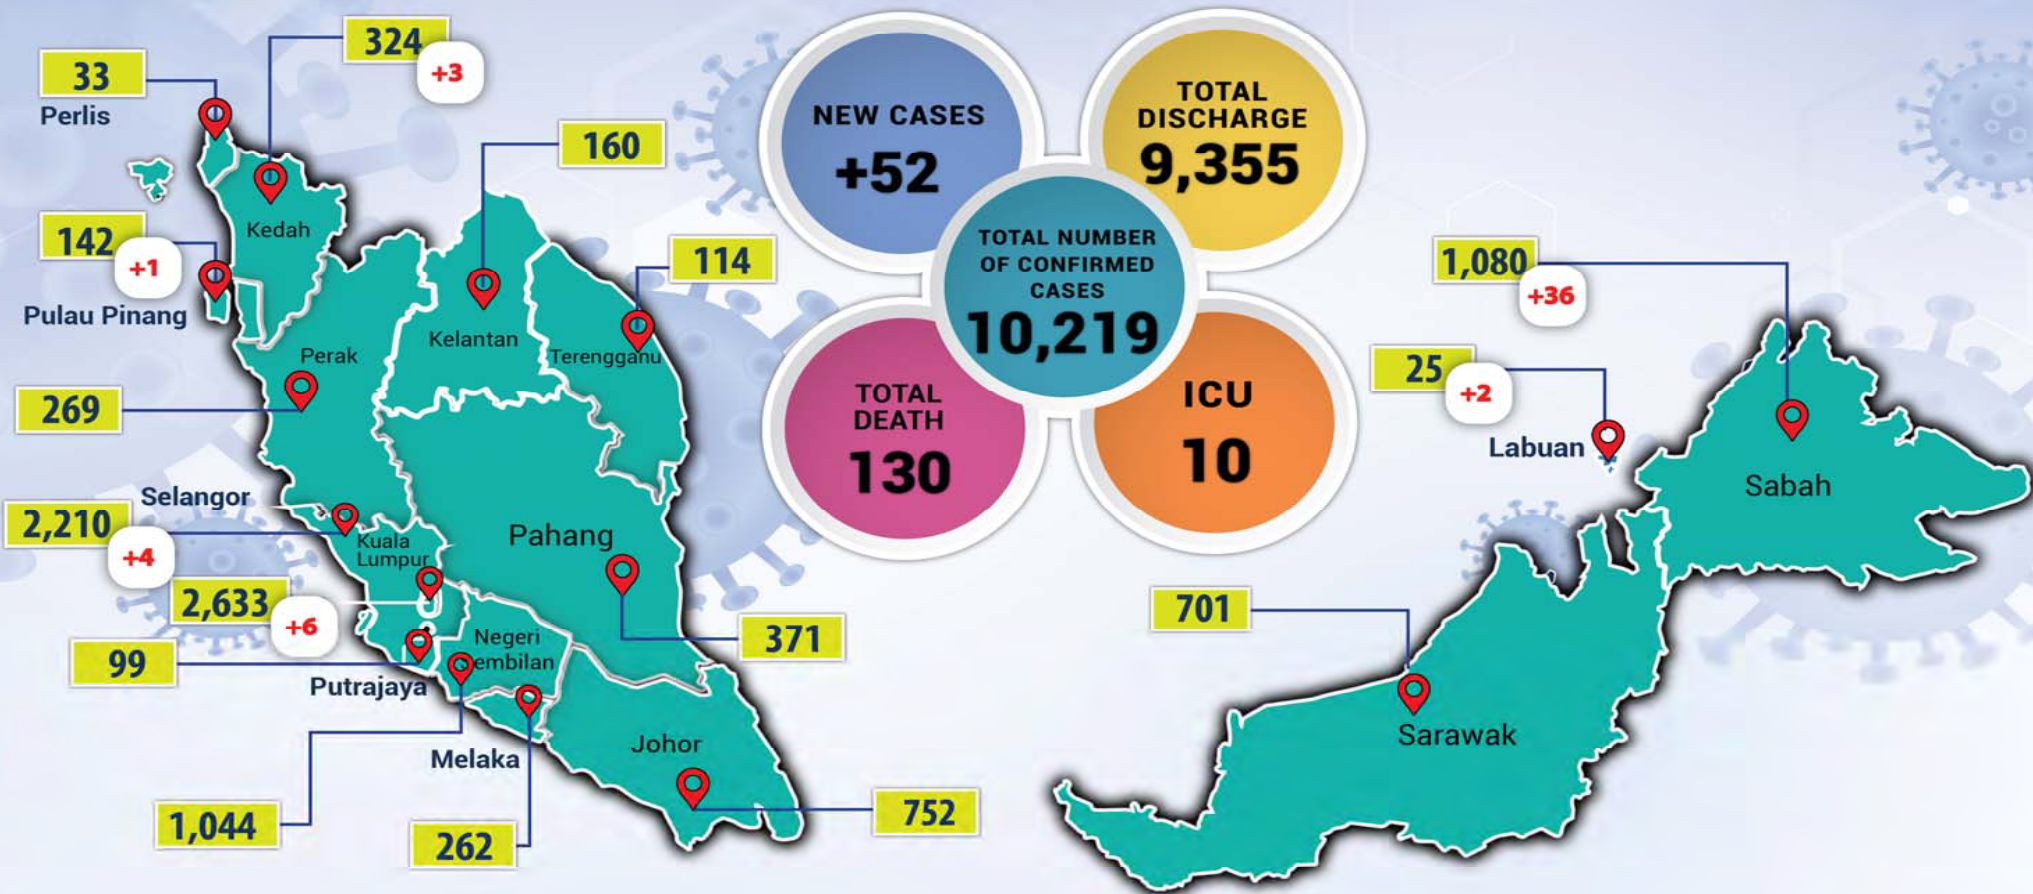 324
+3
33
Perlis
160
142
+1
Pulau Pinang
Kedah
114
Kelantan
Terengganu
Perak
269
Selangor
2,210
+4
Kuala
Lumpur
2,633
+6
99
Putrajaya
Negeri
Sembilan
Pahang
371
1,044
Melaka
262
Johor
752
NEW CASES
+52
TOTAL
DISCHARGE
9,355
TOTAL NUMBER
OF CONFIRMED
CASES
10,219
TOTAL
DEATH
130
ICU
10
1,080
+36
25
+2
Labuan
Sabah
701
Sarawak